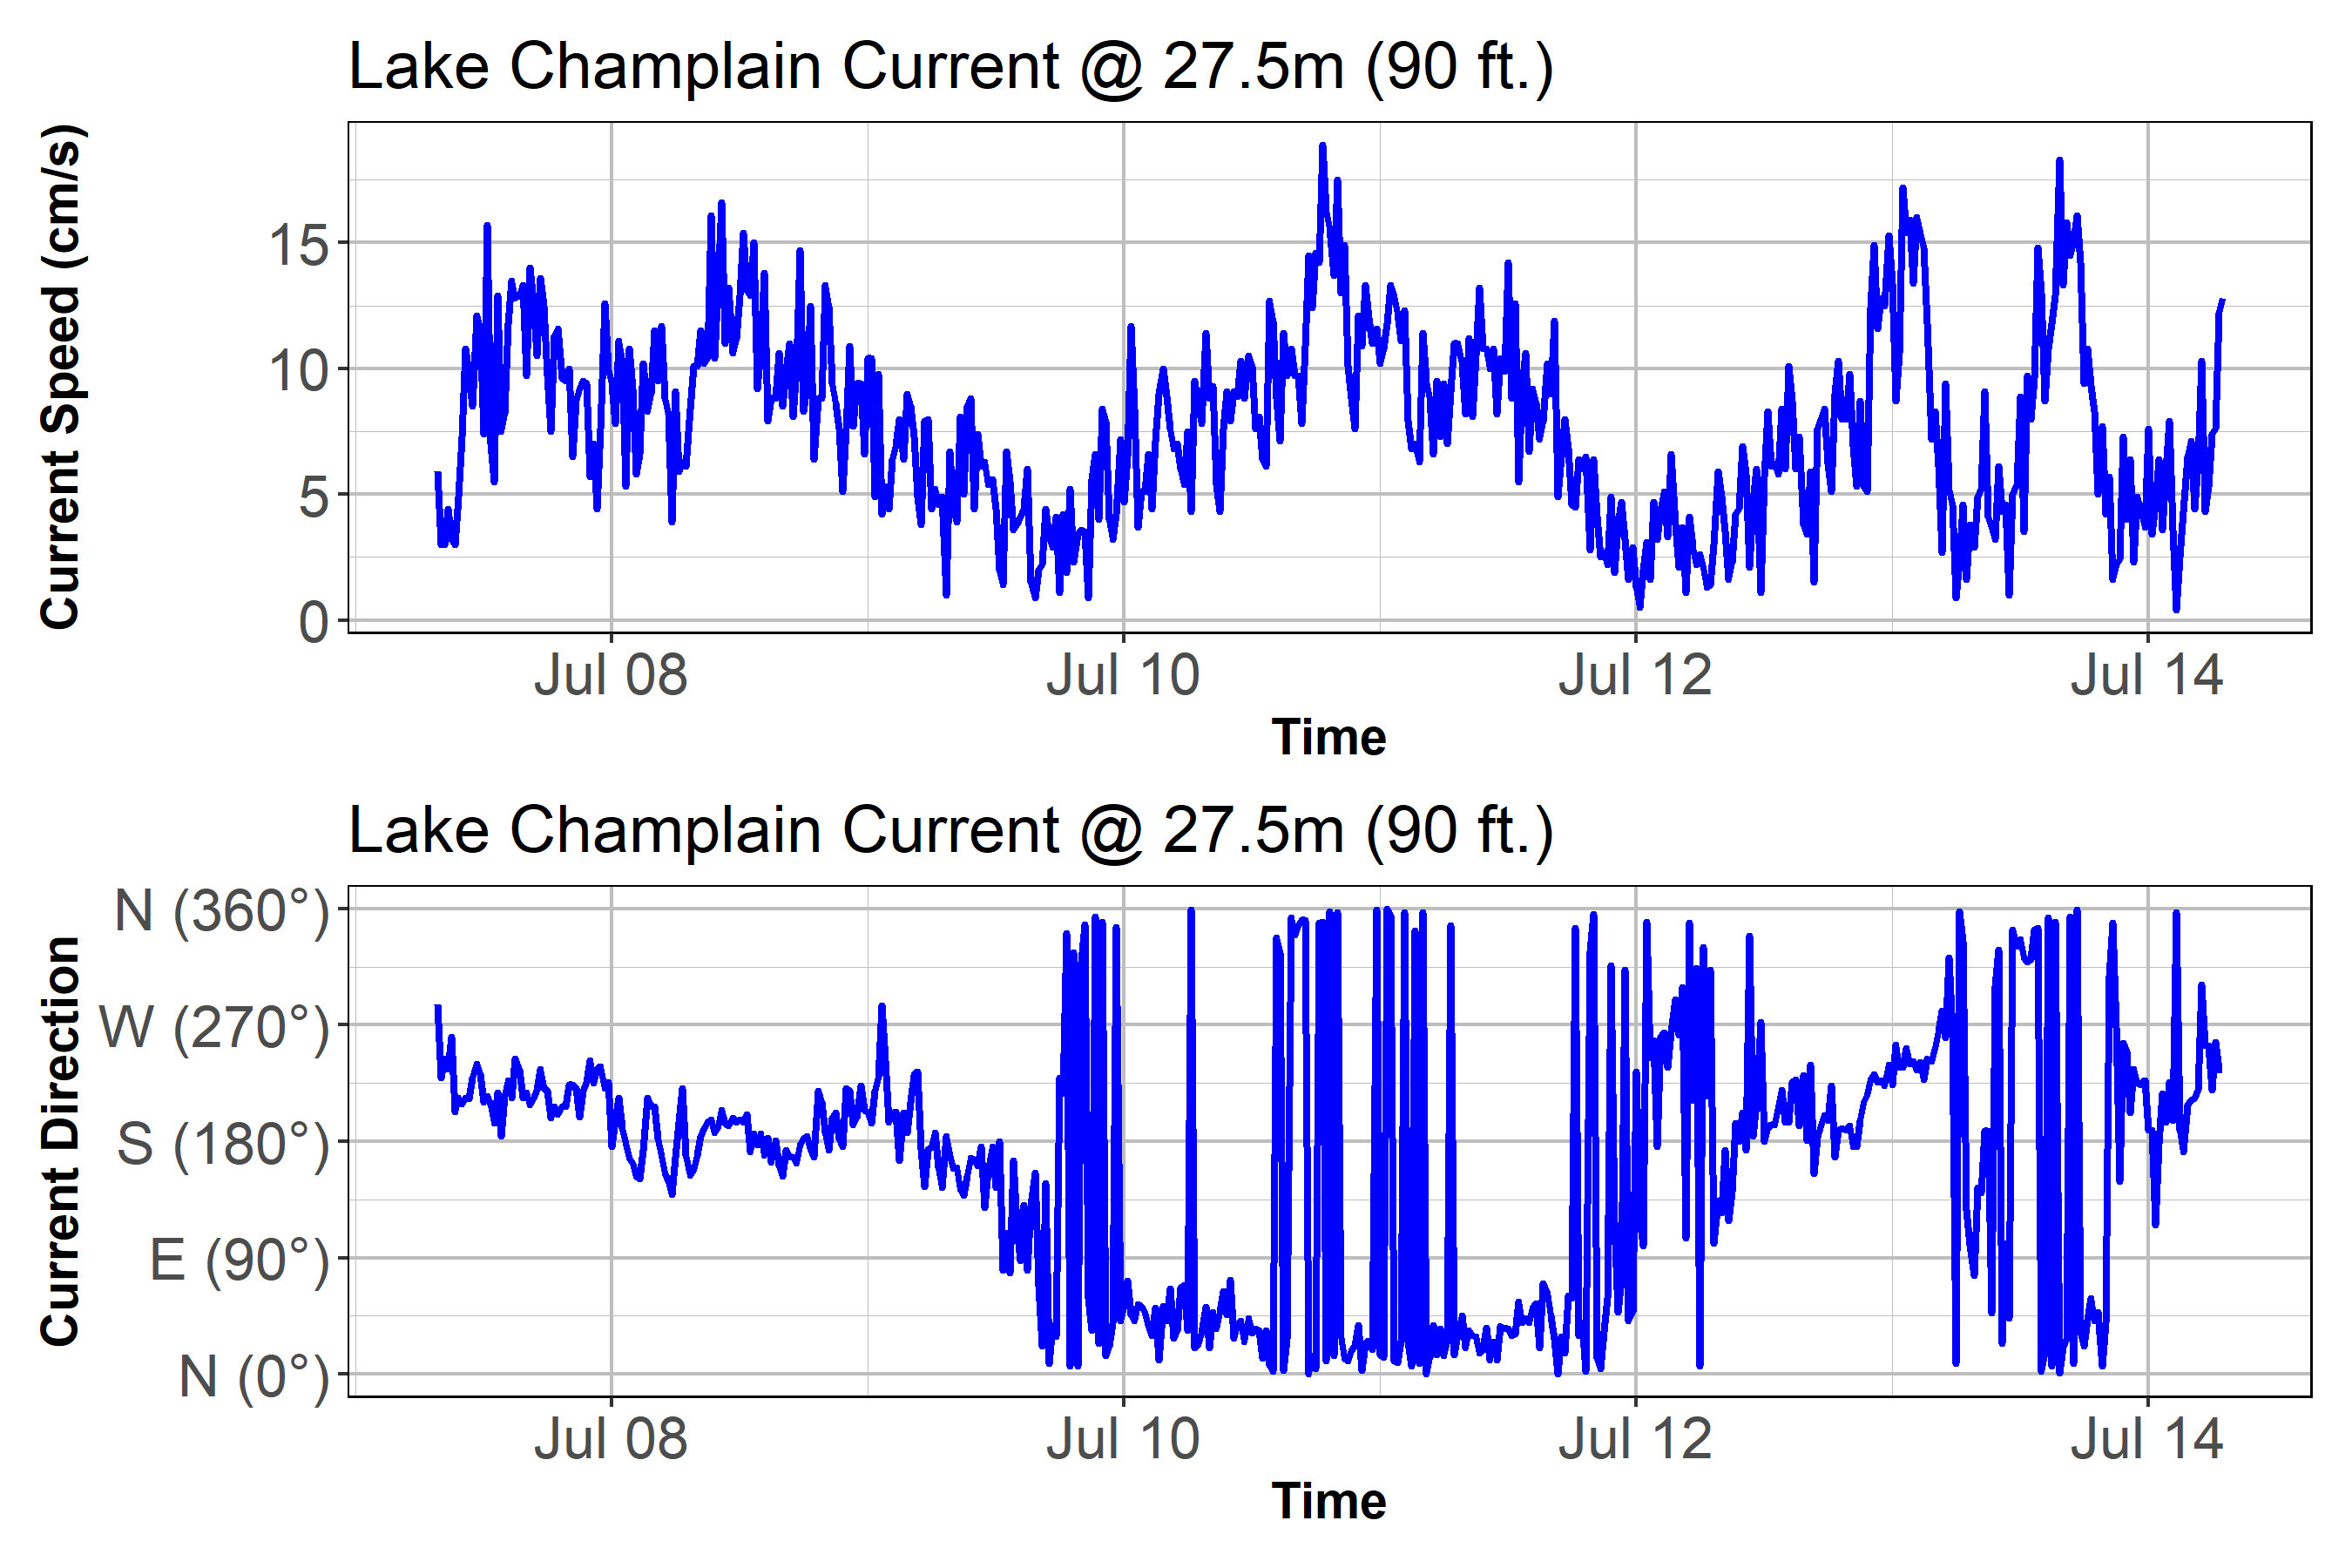 Lake Champlain Current @ 27.5m (90 ft.)
Current Speed (cm/s)
15
10
5
0
Jul 08 Jul 10 Jul 12 Jul 14
Time
Lake Champlain Current @ 27.5m (90 ft.)
Current Direction
N (360°)
W (270°)
S (180°)
E (90°)
N (0°)
Jul 08 Jul 10 Jul 12 Jul 14
Time